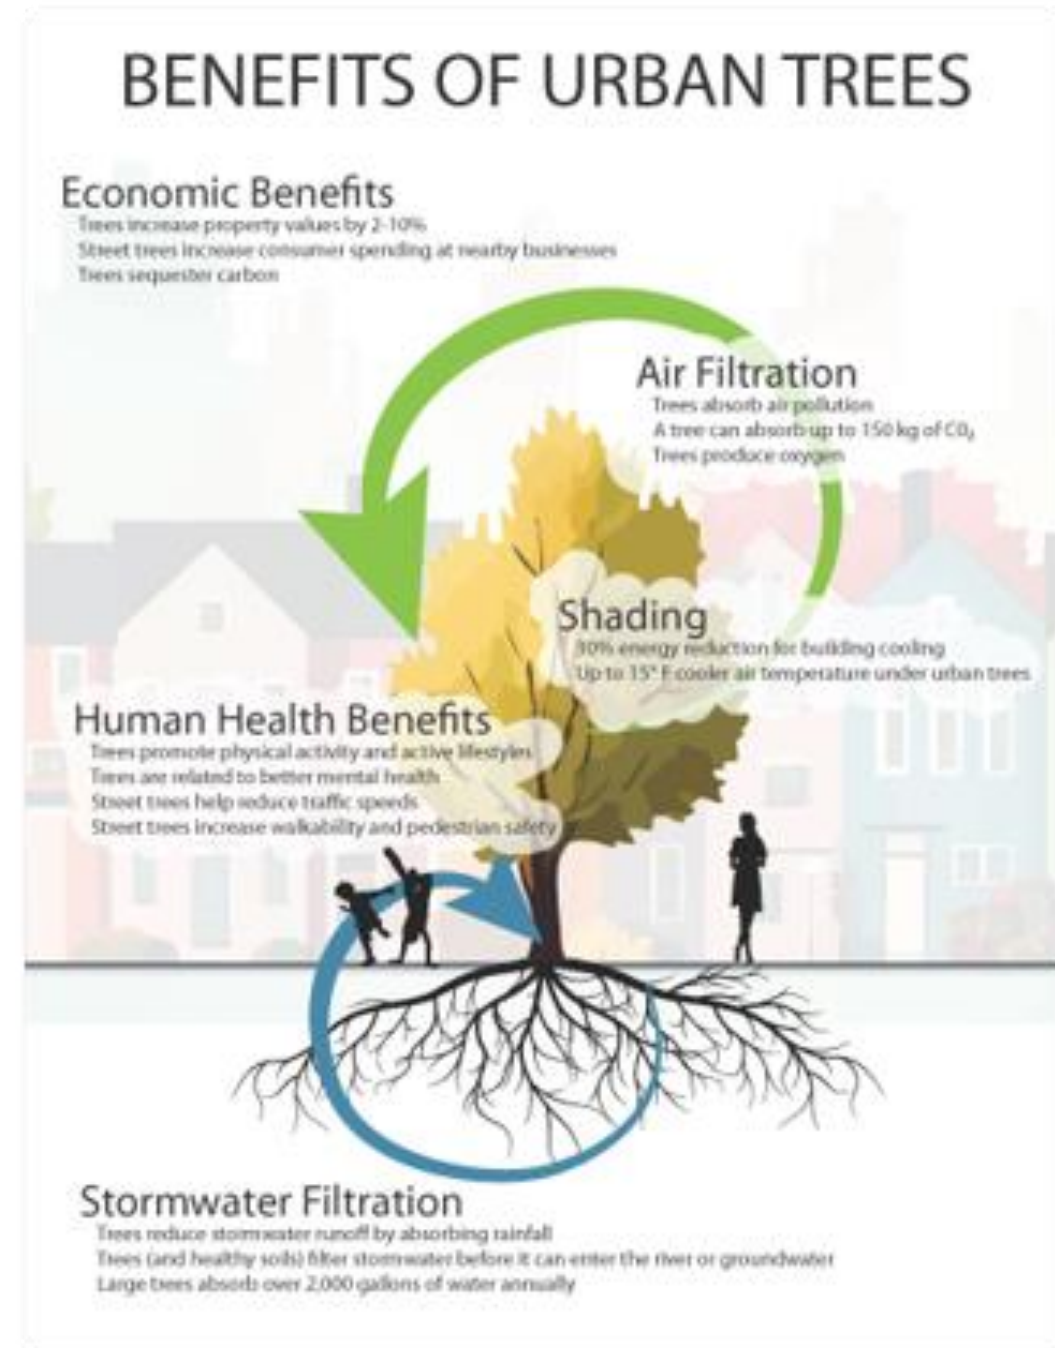 BENEFITS OF URBAN TREES
Economic Benefits
Trees increase property values by 2-10%
Street trees increase consumer spending at nearby businesses
Trees sequester carbon
Air Filtration
Trees absorb air pollution
A tree can absorb up to 150 kg of CO₂
Trees produce oxygen
Shading
30% energy reduction for building cooling
Up to 15° F cooler air temperature under urban trees
Human Health Benefits
Trees promote physical activity and active lifestyles
Trees are related to better mental health
Street trees help reduce traffic speeds
Street trees increase walkability and pedestrian safety
Stormwater Filtration
Trees reduce stormwater runoff by absorbing rainfall
Trees (and healthy soils) filter stormwater before it can enter the river or groundwater
Large trees absorb over 2,000 gallons of water annually